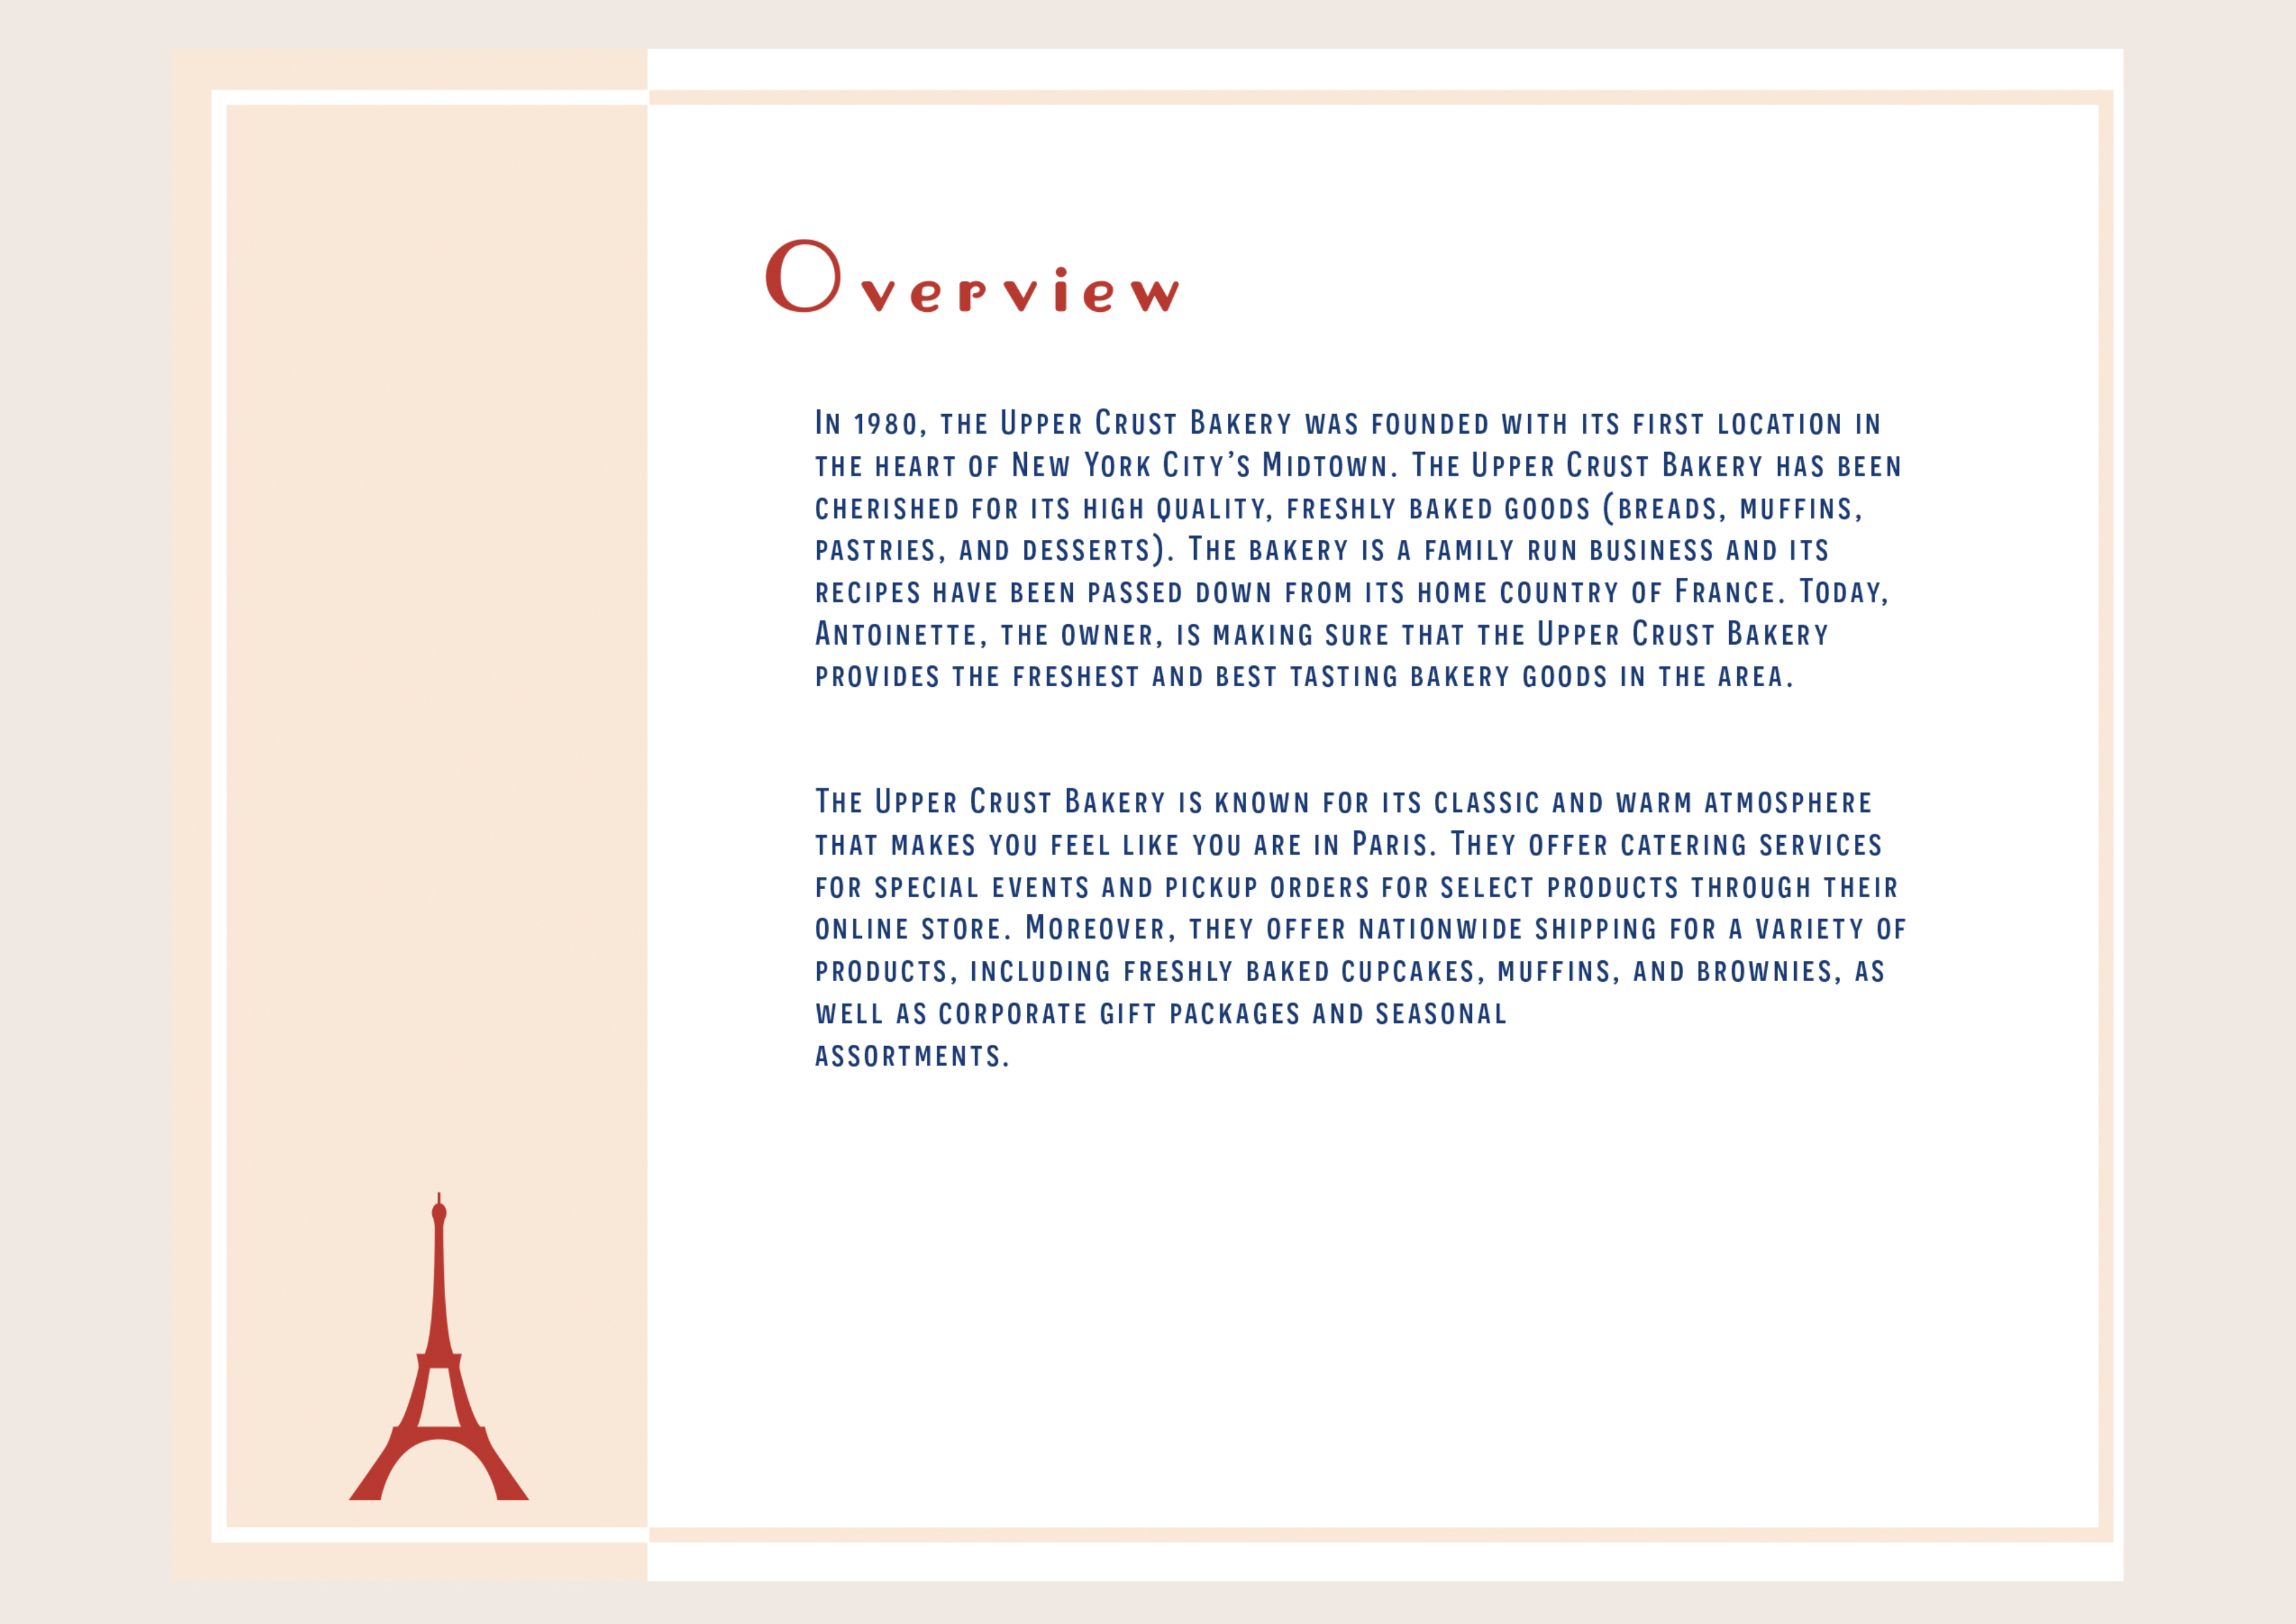 Overview
In 1980, the Upper Crust Bakery was founded with its first location in
the heart of New York City’s Midtown. The Upper Crust Bakery has been
cherished for its high quality, freshly baked goods (breads, muffins,
pastries, and desserts). The bakery is a family run business and its
recipes have been passed down from its home country of France. Today,
Antoinette, the owner, is making sure that the Upper Crust Bakery
provides the freshest and best tasting bakery goods in the area.
The Upper Crust Bakery is known for its classic and warm atmosphere
that makes you feel like you are in Paris. They offer catering services
for special events and pickup orders for select products through their
online store. Moreover, they offer nationwide shipping for a variety of
products, including freshly baked cupcakes, muffins, and brownies, as
well as corporate gift packages and seasonal
assortments.